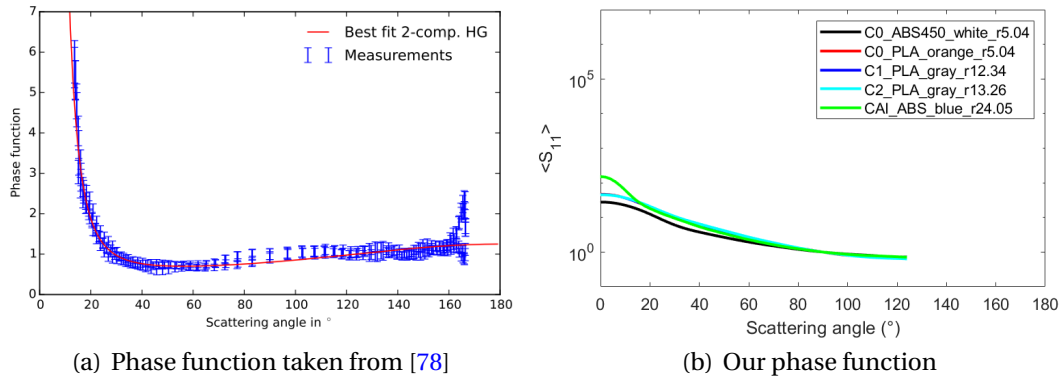 7
6
5
4
3
2
1
0
Phase function
Best fit 2-comp. HG
Measurements
0 20 40 60 80 100 120 140 160 180
Scattering angle in °
(a) Phase function taken from [78]
10^5
10^0
<S_11>
C0_ABS450_white_r5.04
C0_PLA_orange_r5.04
C1_PLA_gray_r12.34
C2_PLA_gray_r13.26
CAI_ABS_blue_r24.05
0 20 40 60 80 100 120 140 160 180
Scattering angle (°)
(b) Our phase function